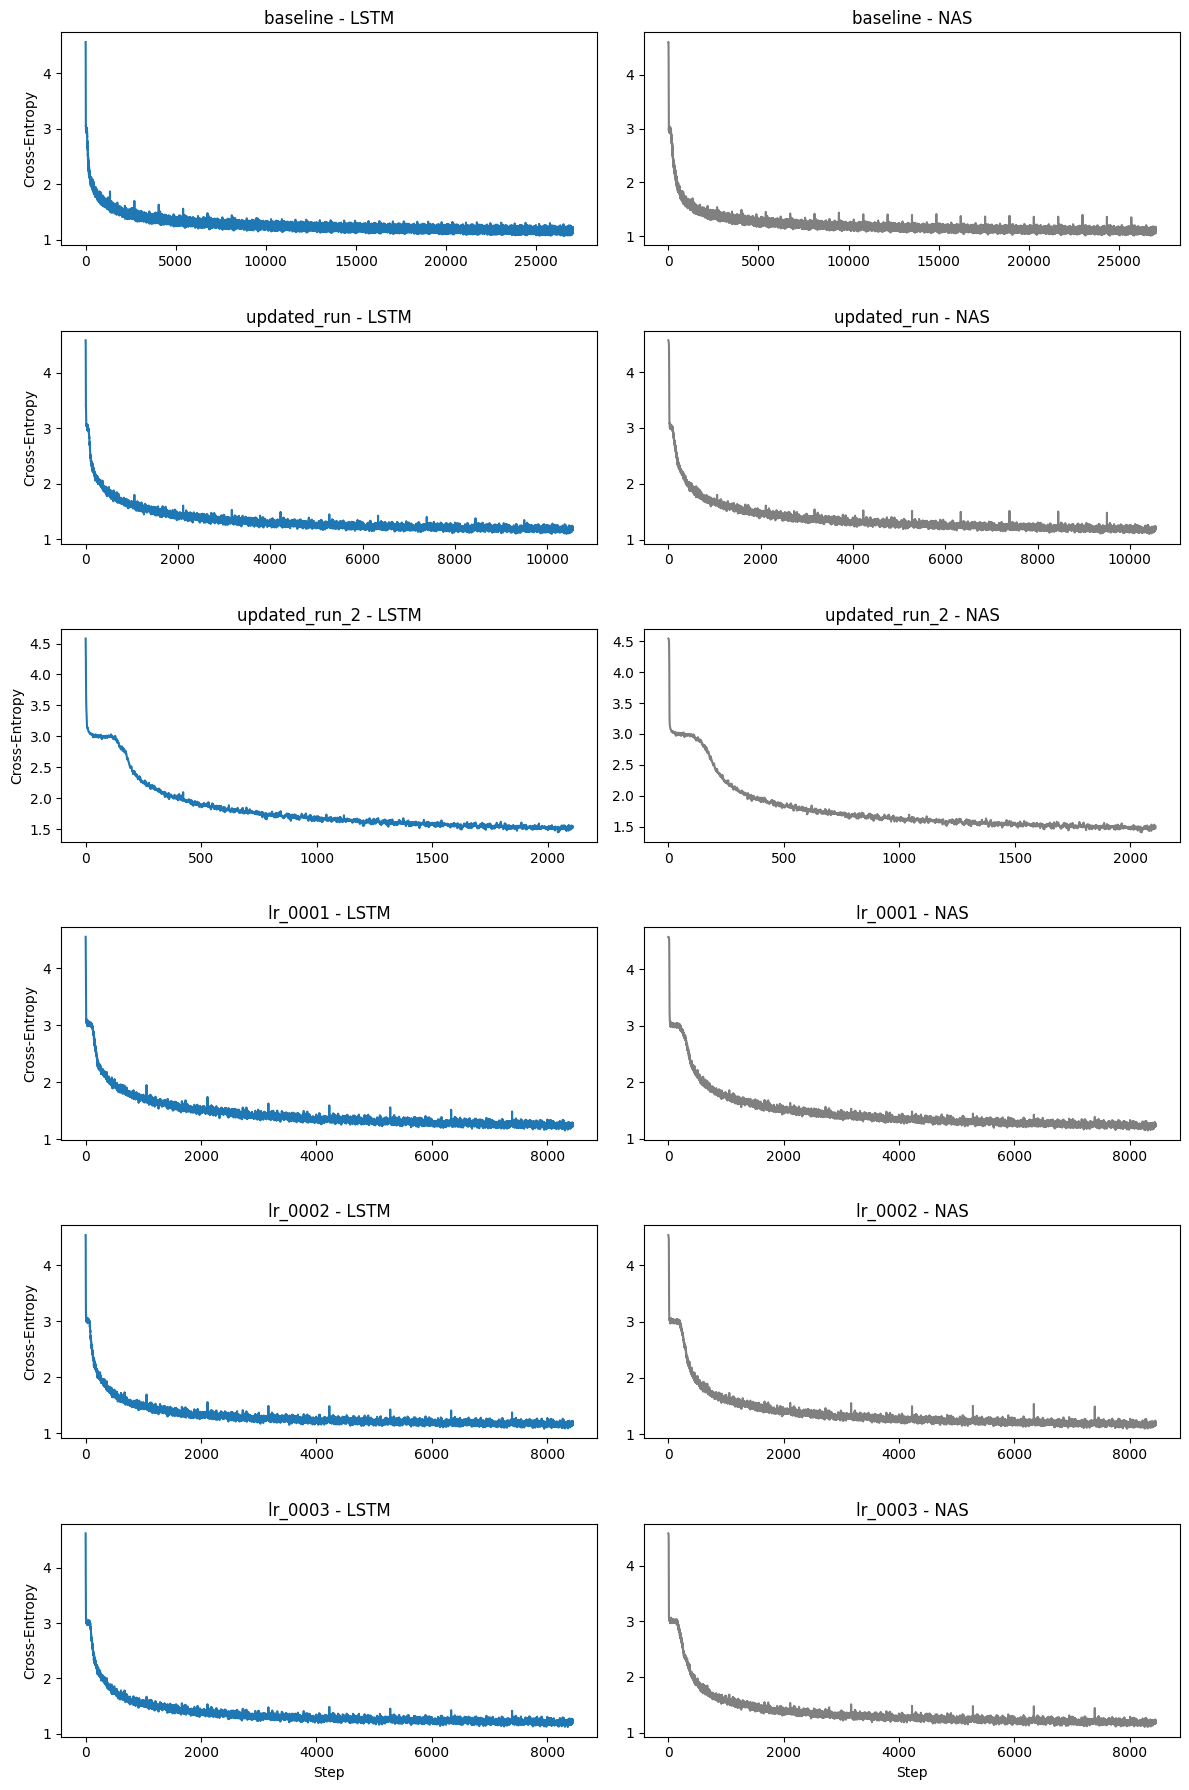 baseline - LSTM
baseline - NAS
Cross-Entropy
4
3
2
1
0 5000 10000 15000 20000 25000
4
3
2
1
0 5000 10000 15000 20000 25000
updated_run - LSTM
updated_run - NAS
Cross-Entropy
4
3
2
1
0 2000 4000 6000 8000 10000
4
3
2
1
0 2000 4000 6000 8000 10000
updated_run_2 - LSTM
updated_run_2 - NAS
Cross-Entropy
4.5
4.0
3.5
3.0
2.5
2.0
1.5
0 500 1000 1500 2000
4.5
4.0
3.5
3.0
2.5
2.0
1.5
0 500 1000 1500 2000
lr_0001 - LSTM
lr_0001 - NAS
Cross-Entropy
4
3
2
1
0 2000 4000 6000 8000
4
3
2
1
0 2000 4000 6000 8000
lr_0002 - LSTM
lr_0002 - NAS
Cross-Entropy
4
3
2
1
0 2000 4000 6000 8000
4
3
2
1
0 2000 4000 6000 8000
lr_0003 - LSTM
lr_0003 - NAS
Cross-Entropy
4
3
2
1
0 2000 4000 6000 8000
Step
4
3
2
1
0 2000 4000 6000 8000
Step